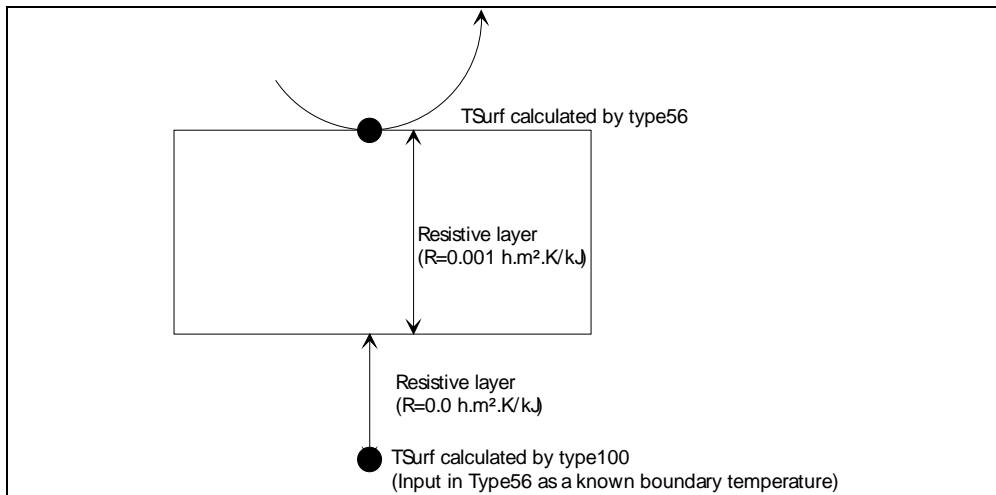 TSurf calculated by type56
Resistive layer
(R=0.001 h.m².K/kJ)
Resistive layer
(R=0.0 h.m².K/kJ)
TSurf calculated by type100
(Input in Type56 as a known boundary temperature)